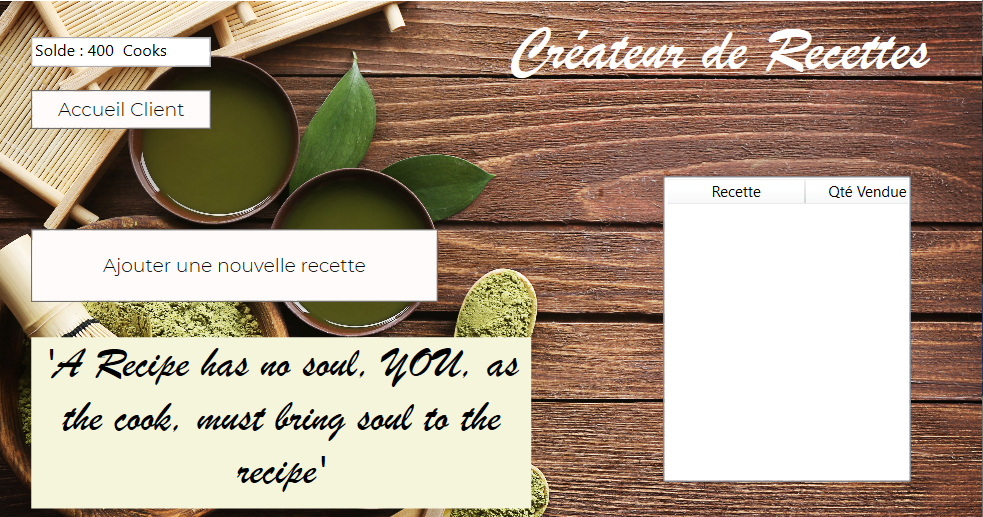 Solde : 400 Cooks
Créateur de Recettes
Accueil Client
Recette Qté Vendue
Ajouter une nouvelle recette
'A Recipe has no soul, YOU, as
the cook, must bring soul to the
recipe'